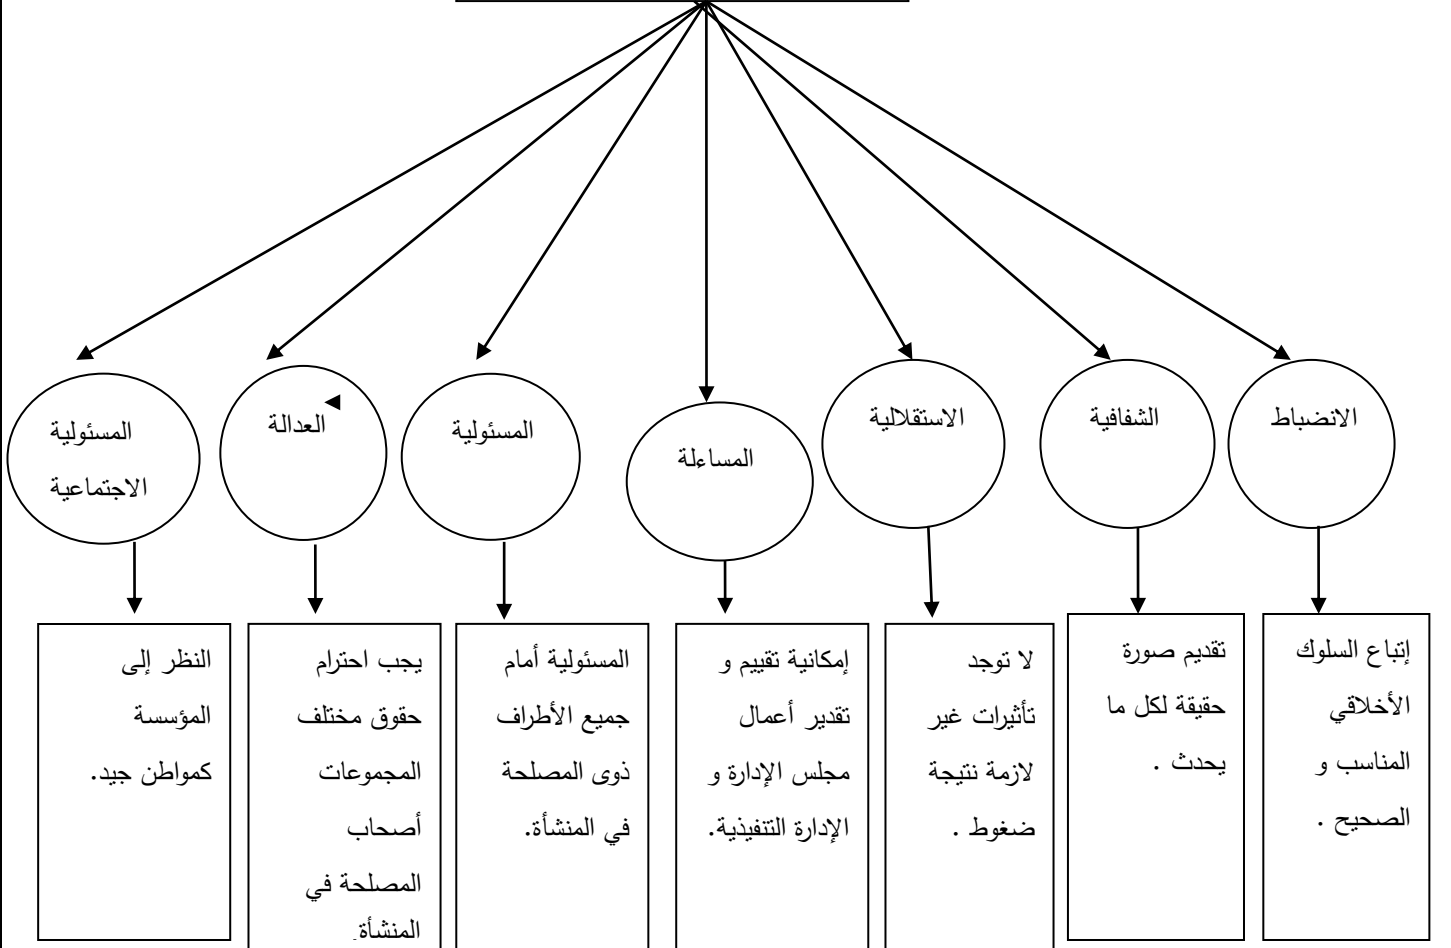 الانضباط
الشفافية
الاستقلالية
المساءلة
المسئولية
العدالة
المسئولية
الاجتماعية
إتباع السلوك
الأخلاقي
المناسب و
الصحيح .
تقديم صورة
حقيقة لكل ما
يحدث .
لا توجد
تأثيرات غير
لازمة نتيجة
ضغوط .
إمكانية تقييم و
تقدير أعمال
مجلس الإدارة و
الإدارة التنفيذية.
المسئولية أمام
جميع الأطراف
ذوى المصلحة
في المنشأة.
يجب احترام
حقوق مختلف
المجموعات
أصحاب
المصلحة في
المنشأة.
النظر إلى
المؤسسة
كمواطن جيد.